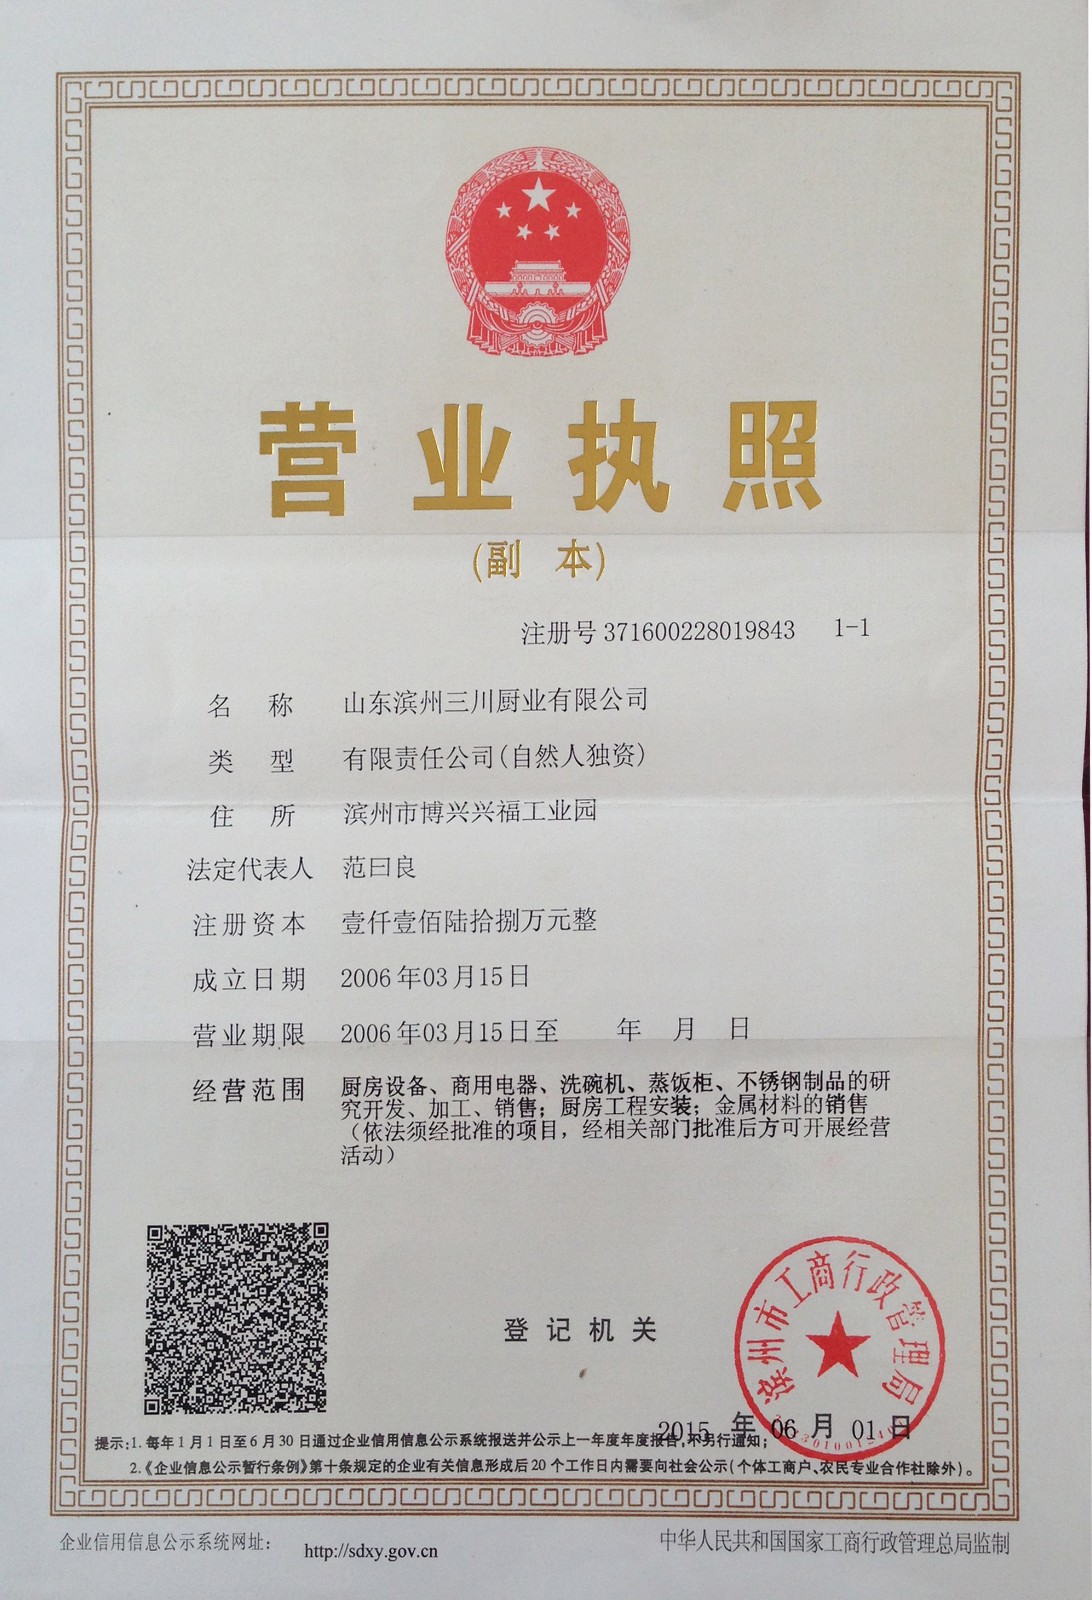 营业执照
(副 本)
注册号 371600228019843 1-1
名 称 山东滨州三川厨业有限公司
类 型 有限责任公司(自然人独资)
住 所 滨州市博兴兴福工业园
法定代表人 范曰良
注册资本 壹仟壹佰陆拾捌万元整
成立日期 2006年03月15日
营业期限 2006年03月15日至 年 月 日
经营范围 厨房设备、商用电器、洗碗机、蒸饭柜、不锈钢制品的研
究开发、加工、销售；厨房工程安装；金属材料的销售
（依法须经批准的项目，经相关部门批准后方可开展经营
活动）
登记机关
滨州市工商行政管理局
2015 年 06 月 01 日
提示:1. 每年1月1日至6月30日通过企业信用信息公示系统报送并公示上一年度年度报告,不另行通知;
2.《企业信息公示暂行条例》第十条规定的企业有关信息形成后20个工作日内需要向社会公示(个体工商户、农民专业合作社除外)。
企业信用信息公示系统网址: http://sdxy.gov.cn
中华人民共和国国家工商行政管理总局监制